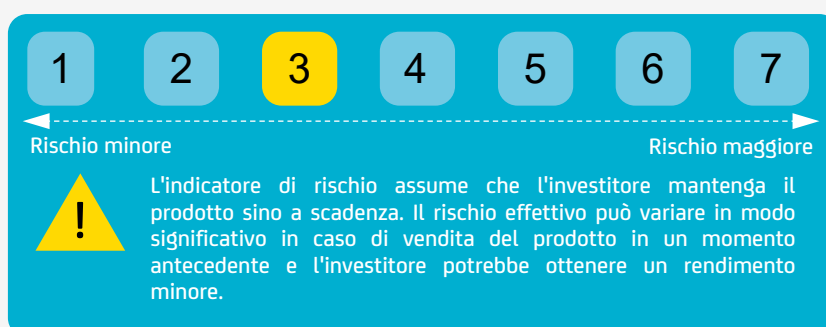 1 2 3 4 5 6 7
Rischio minore Rischio maggiore
! L'indicatore di rischio assume che l'investitore mantenga il
prodotto sino a scadenza. Il rischio effettivo può variare in modo
significativo in caso di vendita del prodotto in un momento
antecedente e l'investitore potrebbe ottenere un rendimento
minore.